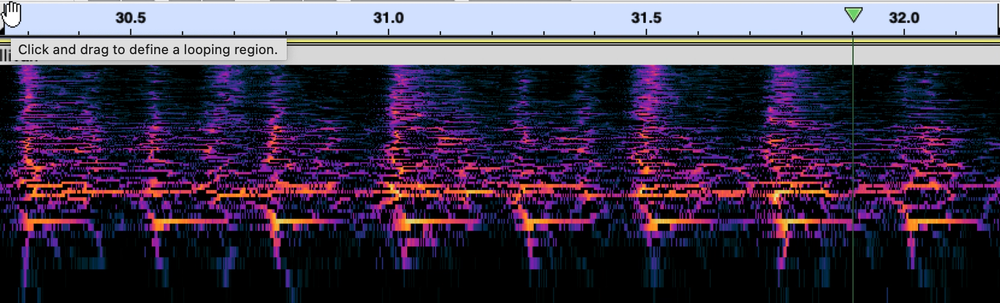 30.5 31.0 31.5 32.0
Click and drag to define a looping region.